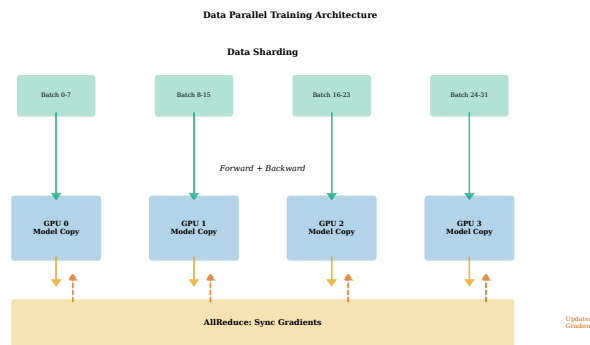 Data Parallel Training Architecture
Data Sharding
Batch 0-7
Batch 8-15
Batch 16-23
Batch 24-31
Forward + Backward
GPU 0
Model Copy
GPU 1
Model Copy
GPU 2
Model Copy
GPU 3
Model Copy
AllReduce: Sync Gradients